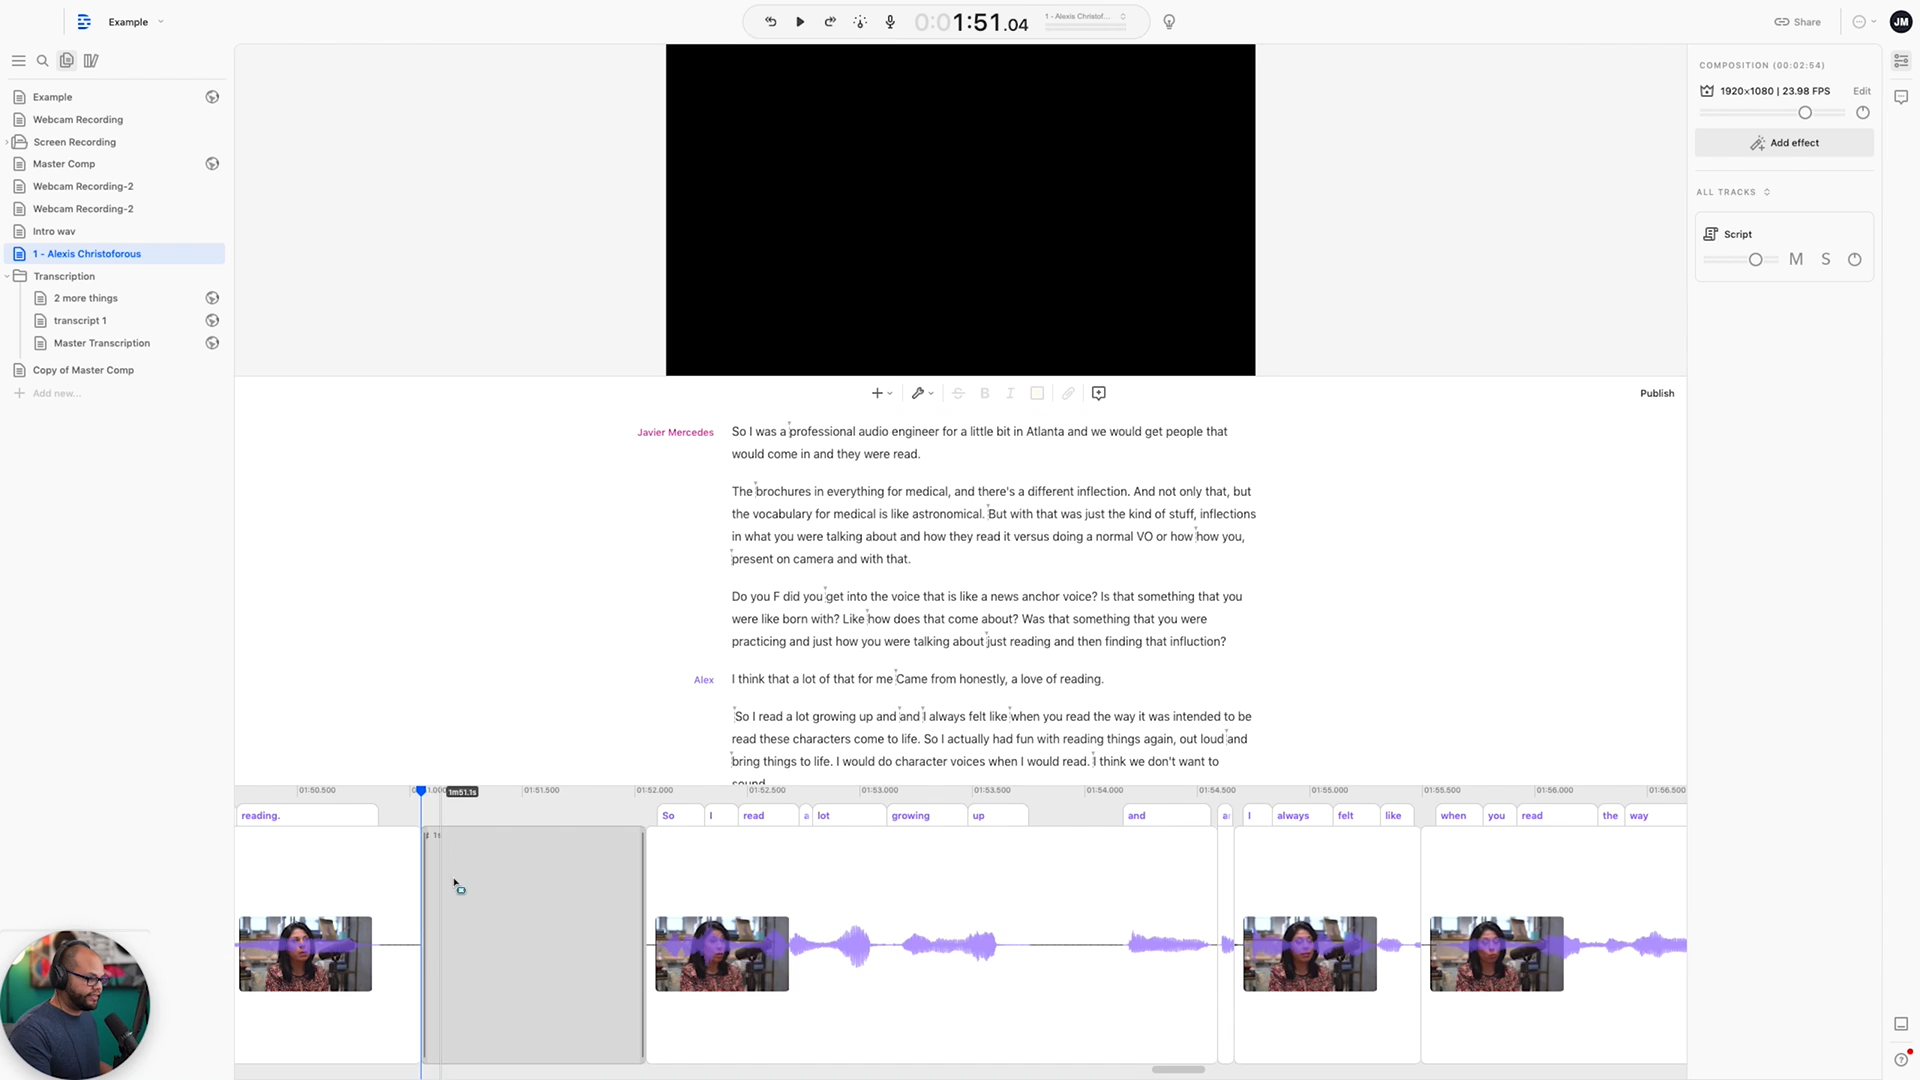 Example
0:01:51.04
1 - Alexis Christof...
Share
JM
Example
Webcam Recording
Screen Recording
Master Comp
Webcam Recording-2
Webcam Recording-2
Intro wav
1 - Alexis Christoforous
Transcription
2 more things
transcript 1
Master Transcription
Copy of Master Comp
Add new...
COMPOSITION (00:02:54)
1920×1080 | 23.98 FPS
Edit
Add effect
ALL TRACKS
Script
M S
B I
Publish
Javier Mercedes
So I was a professional audio engineer for a little bit in Atlanta and we would get people that
would come in and they were read.
The brochures in everything for medical, and there's a different inflection. And not only that, but
the vocabulary for medical is like astronomical. But with that was just the kind of stuff, inflections
in what you were talking about and how they read it versus doing a normal VO or how how you,
present on camera and with that.
Do you F did you get into the voice that is like a news anchor voice? Is that something that you
were like born with? Like how does that come about? Was that something that you were
practicing and just how you were talking about just reading and then finding that influction?
Alex
I think that a lot of that for me Came from honestly, a love of reading.
So I read a lot growing up and and I always felt like when you read the way it was intended to be
read these characters come to life. So I actually had fun with reading things again, out loud and
bring things to life. I would do character voices when I would read. I think we don't want to
sound
01:50.500 1m51.1s 01:51.500 01:52.000 01:52.500 01:53.000 01:53.500 01:54.000 01:54.500 01:55.000 01:55.500 01:56.000 01:56.500
reading. So I read a lot growing up and I always felt like when you read the way